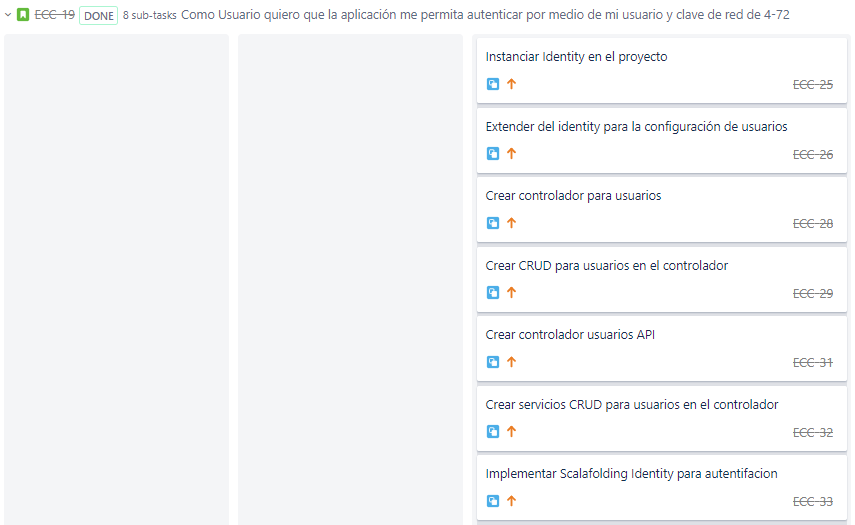 ECC-19 DONE 8 sub-tasks Como Usuario quiero que la aplicación me permita autenticar por medio de mi usuario y clave de red de 4-72
Instanciar Identity en el proyecto
ECC-25
Extender del identity para la configuración de usuarios
ECC-26
Crear controlador para usuarios
ECC-28
Crear CRUD para usuarios en el controlador
ECC-29
Crear controlador usuarios API
ECC-31
Crear servicios CRUD para usuarios en el controlador
ECC-32
Implementar Scalafolding Identity para autentifacion
ECC-33